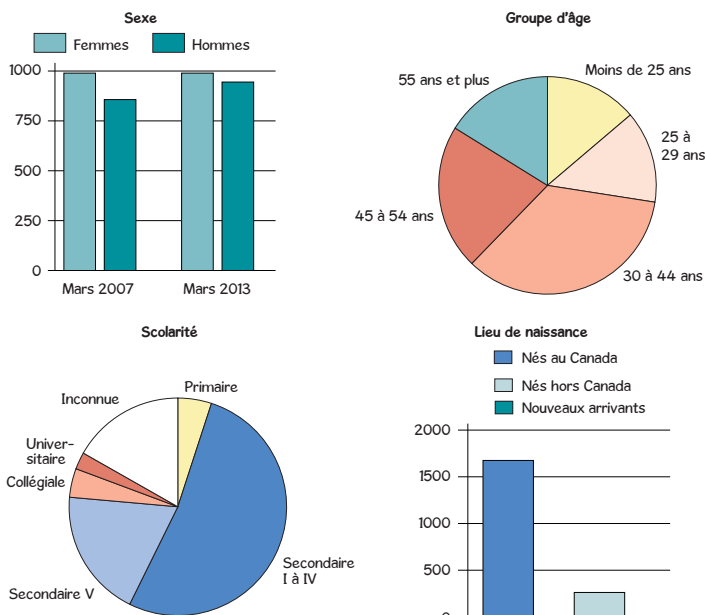 Sexe
Femmes
Hommes
1000
750
500
250
0
Mars 2007
Mars 2013
Groupe d'âge
Moins de 25 ans
25 à
29 ans
30 à 44 ans
45 à 54 ans
55 ans et plus
Scolarité
Primaire
Secondaire
I à IV
Secondaire V
Collégiale
Univer-
sitaire
Inconnue
Lieu de naissance
Nés au Canada
Nés hors Canada
Nouveaux arrivants
2000
1500
1000
500